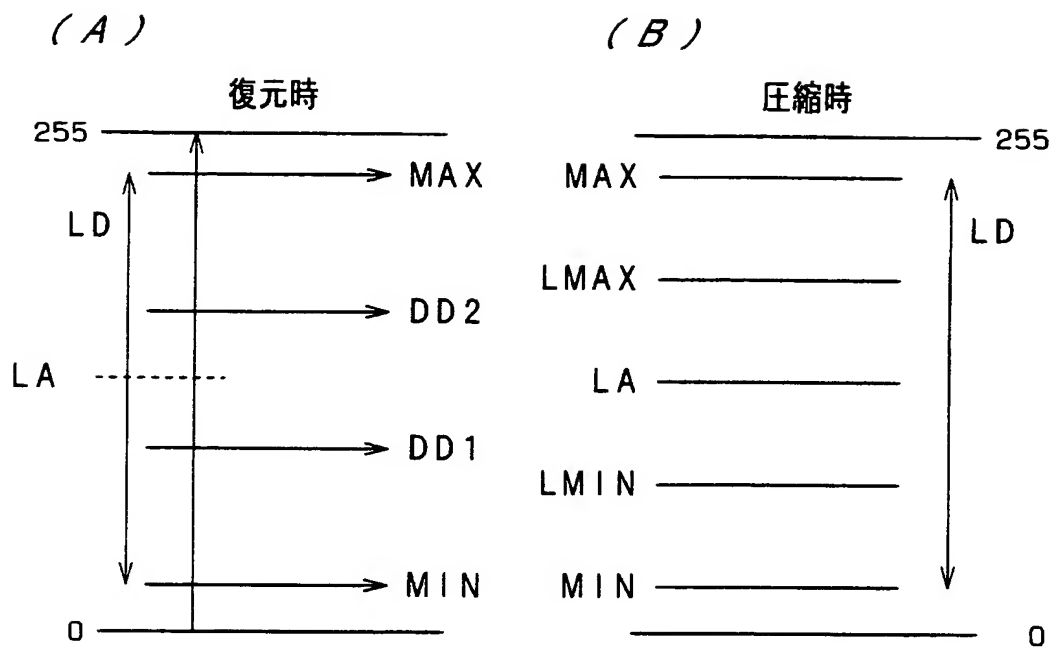 (A)
復元時
255
MAX
LD
DD2
LA
DD1
MIN
0
(B)
圧縮時
255
MAX
LD
LMAX
LA
LMIN
MIN
0